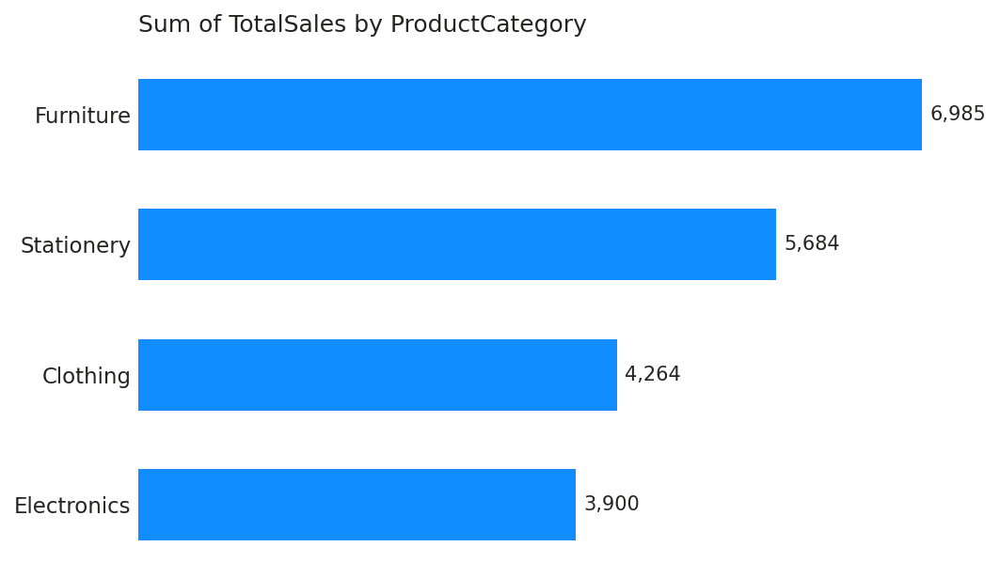 Sum of TotalSales by ProductCategory
Furniture 6,985
Stationery 5,684
Clothing 4,264
Electronics 3,900